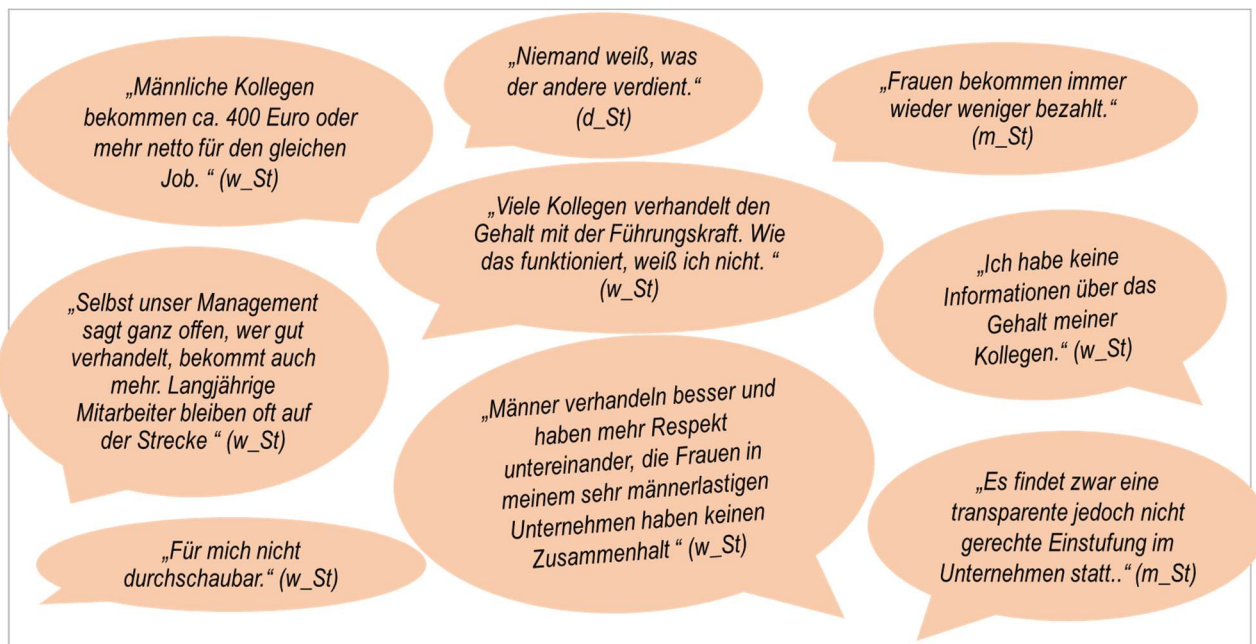 „Männliche Kollegen
bekommen ca. 400 Euro oder
mehr netto für den gleichen
Job. “ (w_St)
„Niemand weiß, was
der andere verdient.“
(d_St)
„Frauen bekommen immer
wieder weniger bezahlt.“
(m_St)
„Viele Kollegen verhandelt den
Gehalt mit der Führungskraft. Wie
das funktioniert, weiß ich nicht. “
(w_St)
„Ich habe keine
Informationen über das
Gehalt meiner
Kollegen.“ (w_St)
„Selbst unser Management
sagt ganz offen, wer gut
verhandelt, bekommt auch
mehr. Langjährige
Mitarbeiter bleiben oft auf
der Strecke “ (w_St)
„Männer verhandeln besser und
haben mehr Respekt
untereinander, die Frauen in
meinem sehr männerlastigen
Unternehmen haben keinen
Zusammenhalt “ (w_St)
„Es findet zwar eine
transparente jedoch nicht
gerechte Einstufung im
Unternehmen statt..“ (m_St)
„Für mich nicht
durchschaubar.“ (w_St)